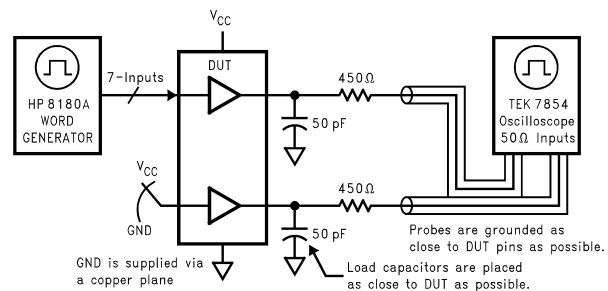 V_CC
DUT
HP 8180A
WORD
GENERATOR
7-Inputs
450Ω
50 pF
TEK 7854
Oscilloscope
50Ω Inputs
V_CC
GND
450Ω
50 pF
Probes are grounded as
close to DUT pins as possible.
GND is supplied via
a copper plane
Load capacitors are placed
as close to DUT as possible.